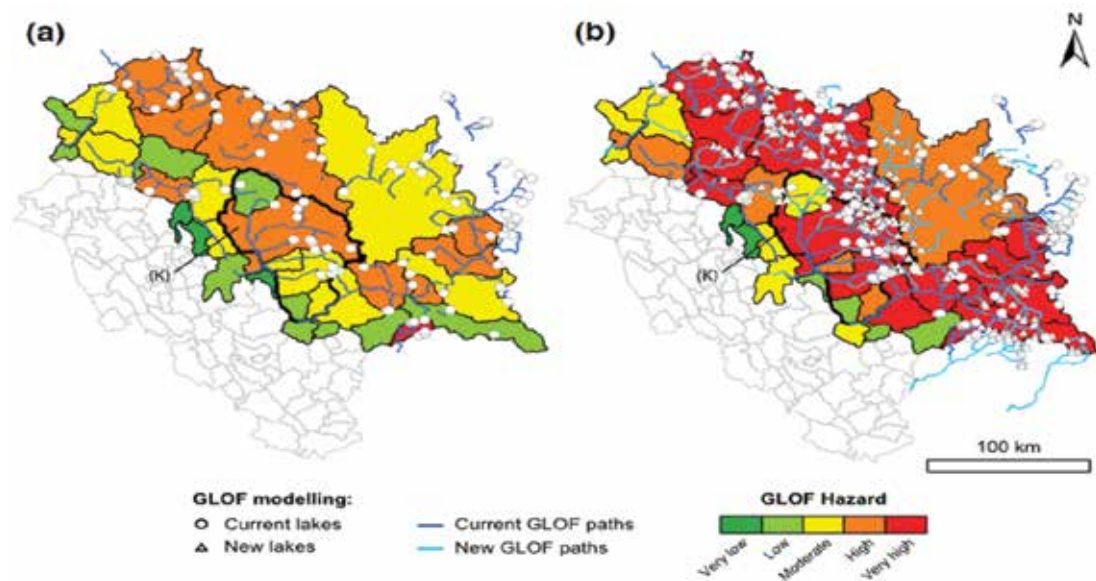 (a)
(b)
N
(K)
(K)
100 km
GLOF modelling:
Current lakes
New lakes
Current GLOF paths
New GLOF paths
GLOF Hazard
Very low
Low
Moderate
High
Very high